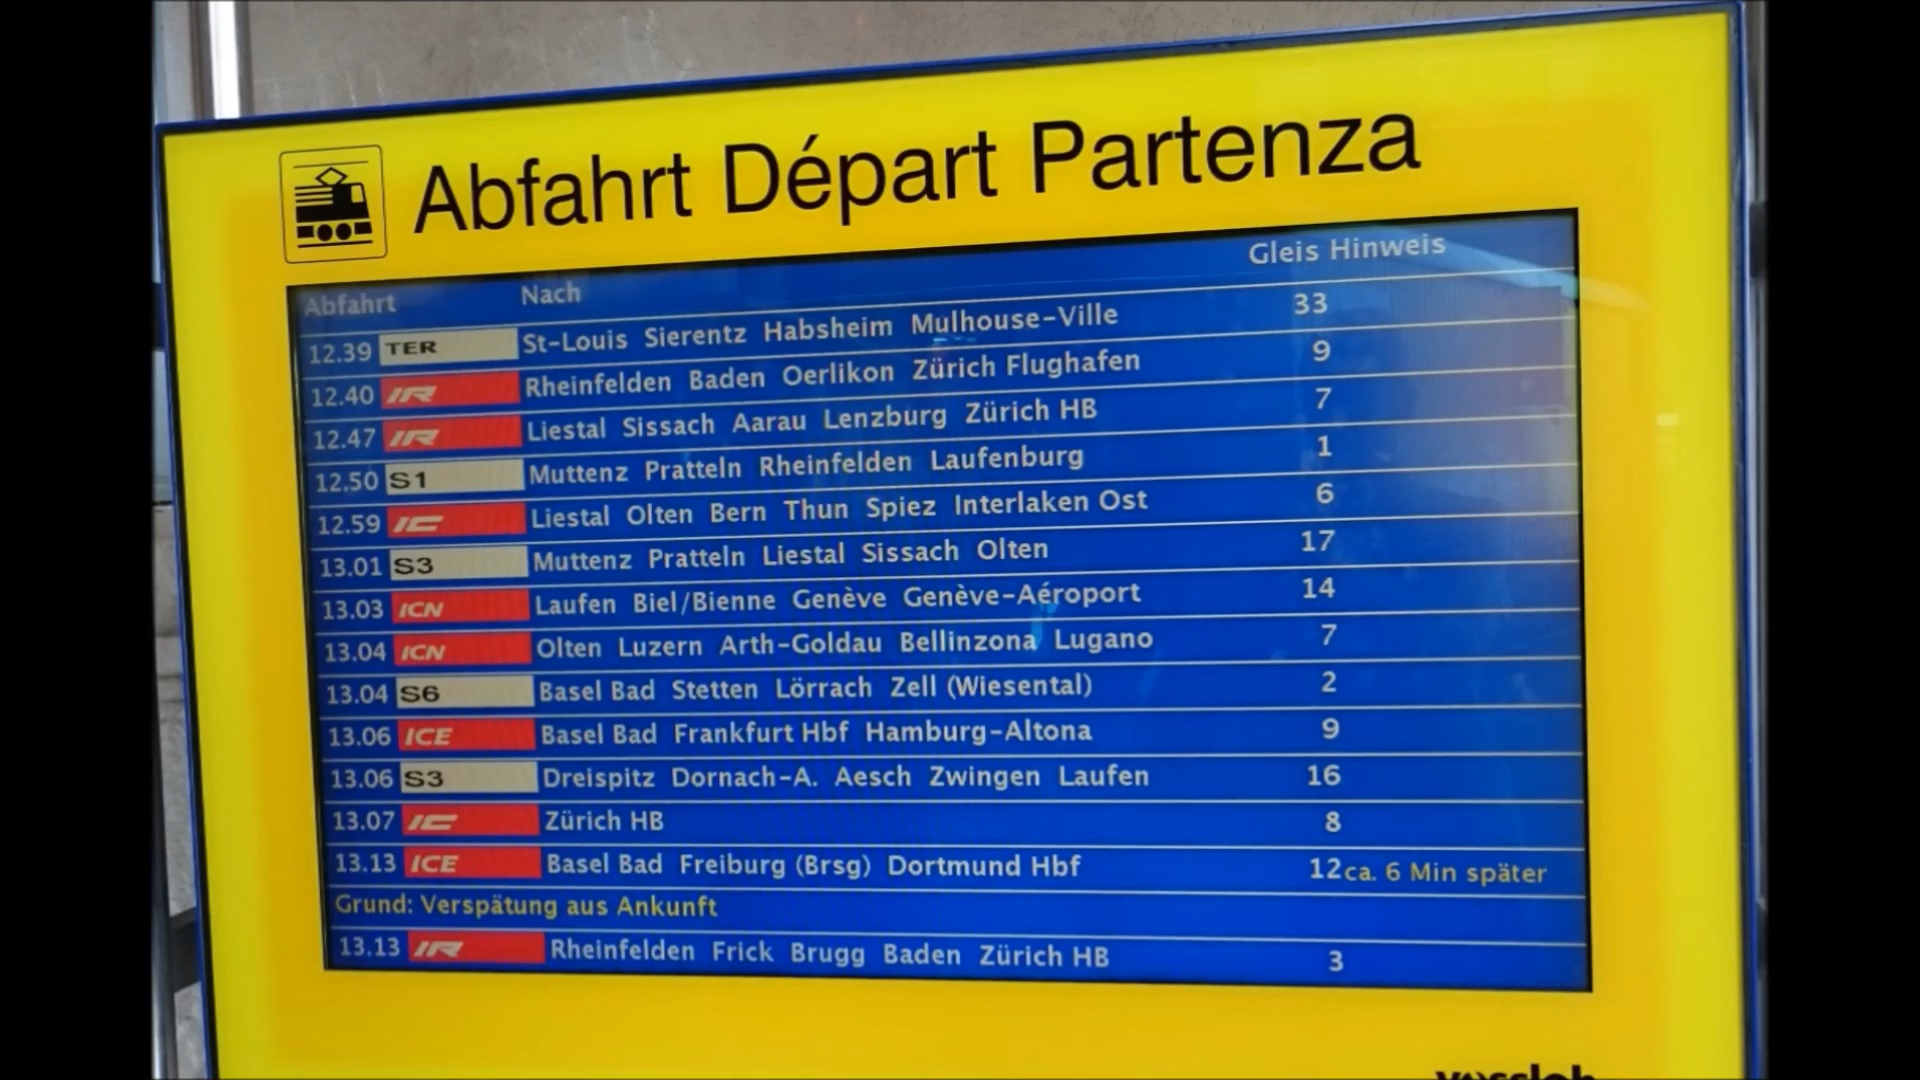 Abfahrt Départ Partenza
Abfahrt Nach Gleis Hinweis
12.39 TER St-Louis Sierentz Habsheim Mulhouse-Ville 33
12.40 IR Rheinfelden Baden Oerlikon Zürich Flughafen 9
12.47 IR Liestal Sissach Aarau Lenzburg Zürich HB 7
12.50 S1 Muttenz Pratteln Rheinfelden Laufenburg 1
12.59 IC Liestal Olten Bern Thun Spiez Interlaken Ost 6
13.01 S3 Muttenz Pratteln Liestal Sissach Olten 17
13.03 ICN Laufen Biel/Bienne Genève Genève-Aéroport 14
13.04 ICN Olten Luzern Arth-Goldau Bellinzona Lugano 7
13.04 S6 Basel Bad Stetten Lörrach Zell (Wiesental) 2
13.06 ICE Basel Bad Frankfurt Hbf Hamburg-Altona 9
13.06 S3 Dreispitz Dornach-A. Aesch Zwingen Laufen 16
13.07 IC Zürich HB 8
13.13 ICE Basel Bad Freiburg (Brsg) Dortmund Hbf 12 ca. 6 Min später
Grund: Verspätung aus Ankunft
13.13 IR Rheinfelden Frick Brugg Baden Zürich HB 3